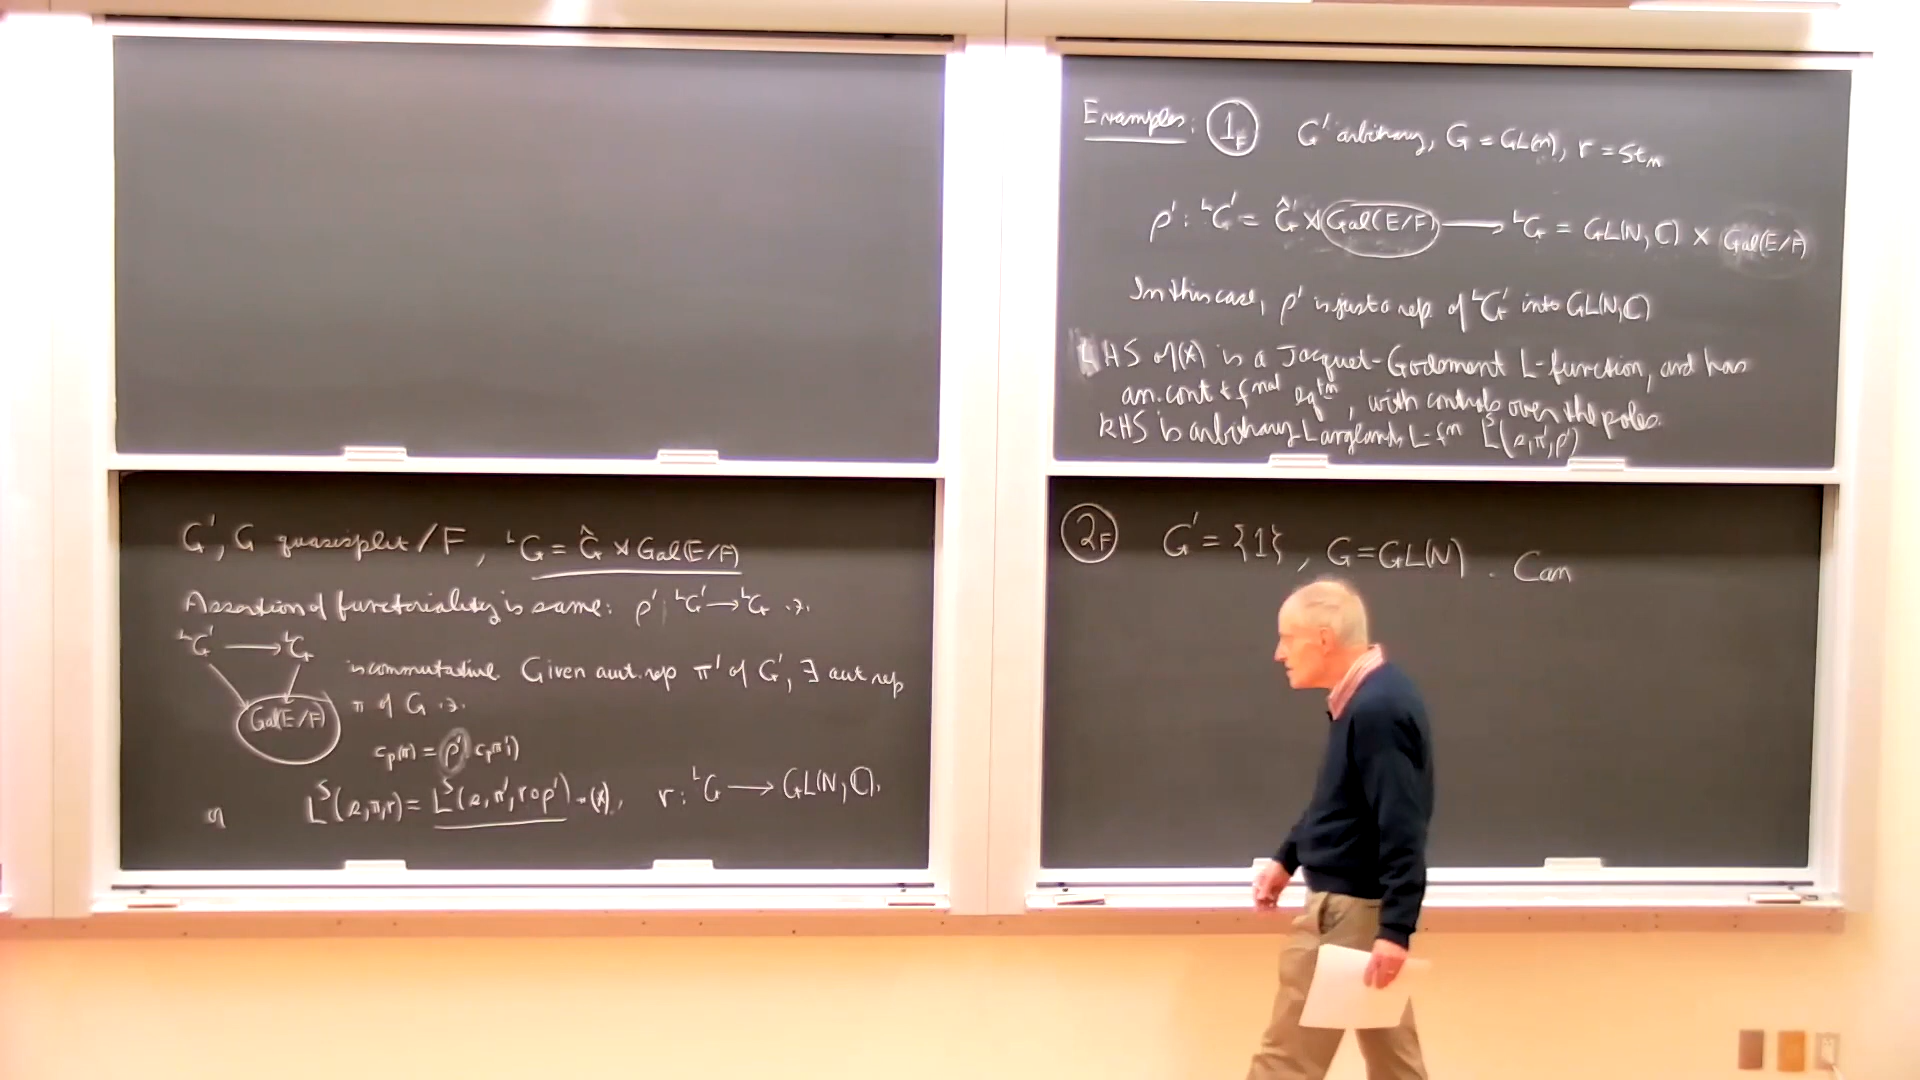 G', G quasisplit /F, ᴸG = Ĝ ⋊ Gal(E/F)
Assertion of functoriality is same: ρ' : ᴸG' → ᴸG ·∋·
ᴸG' → ᴸG
Gal(E/F)
is commutative. Given aut. rep π' of G', ∃ aut rep
π of G ·∋·
c_p(π) = ρ'(c_p(π'))
L^S(s,π,r) = L^S(s,π',r∘ρ') -(*), r : ᴸG → GL(N,ℂ).
Examples: 1_F G' arbitrary, G = GL(n), r = St_n
ρ' : ᴸG' = Ĝ' ⋊ Gal(E/F) → ᴸG = GL(N,ℂ) × Gal(E/F)
In this case, ρ' is just a rep. of ᴸG' into GL(N,ℂ)
LHS of (*) is a Jacquet-Godement L-function, and has
an. cont & f^nal eq^tn, with controls over the poles.
RHS is arbitrary Langlands L-f^n L^S(s,π',ρ')
2_F G' = {1}, G = GL(N). Can